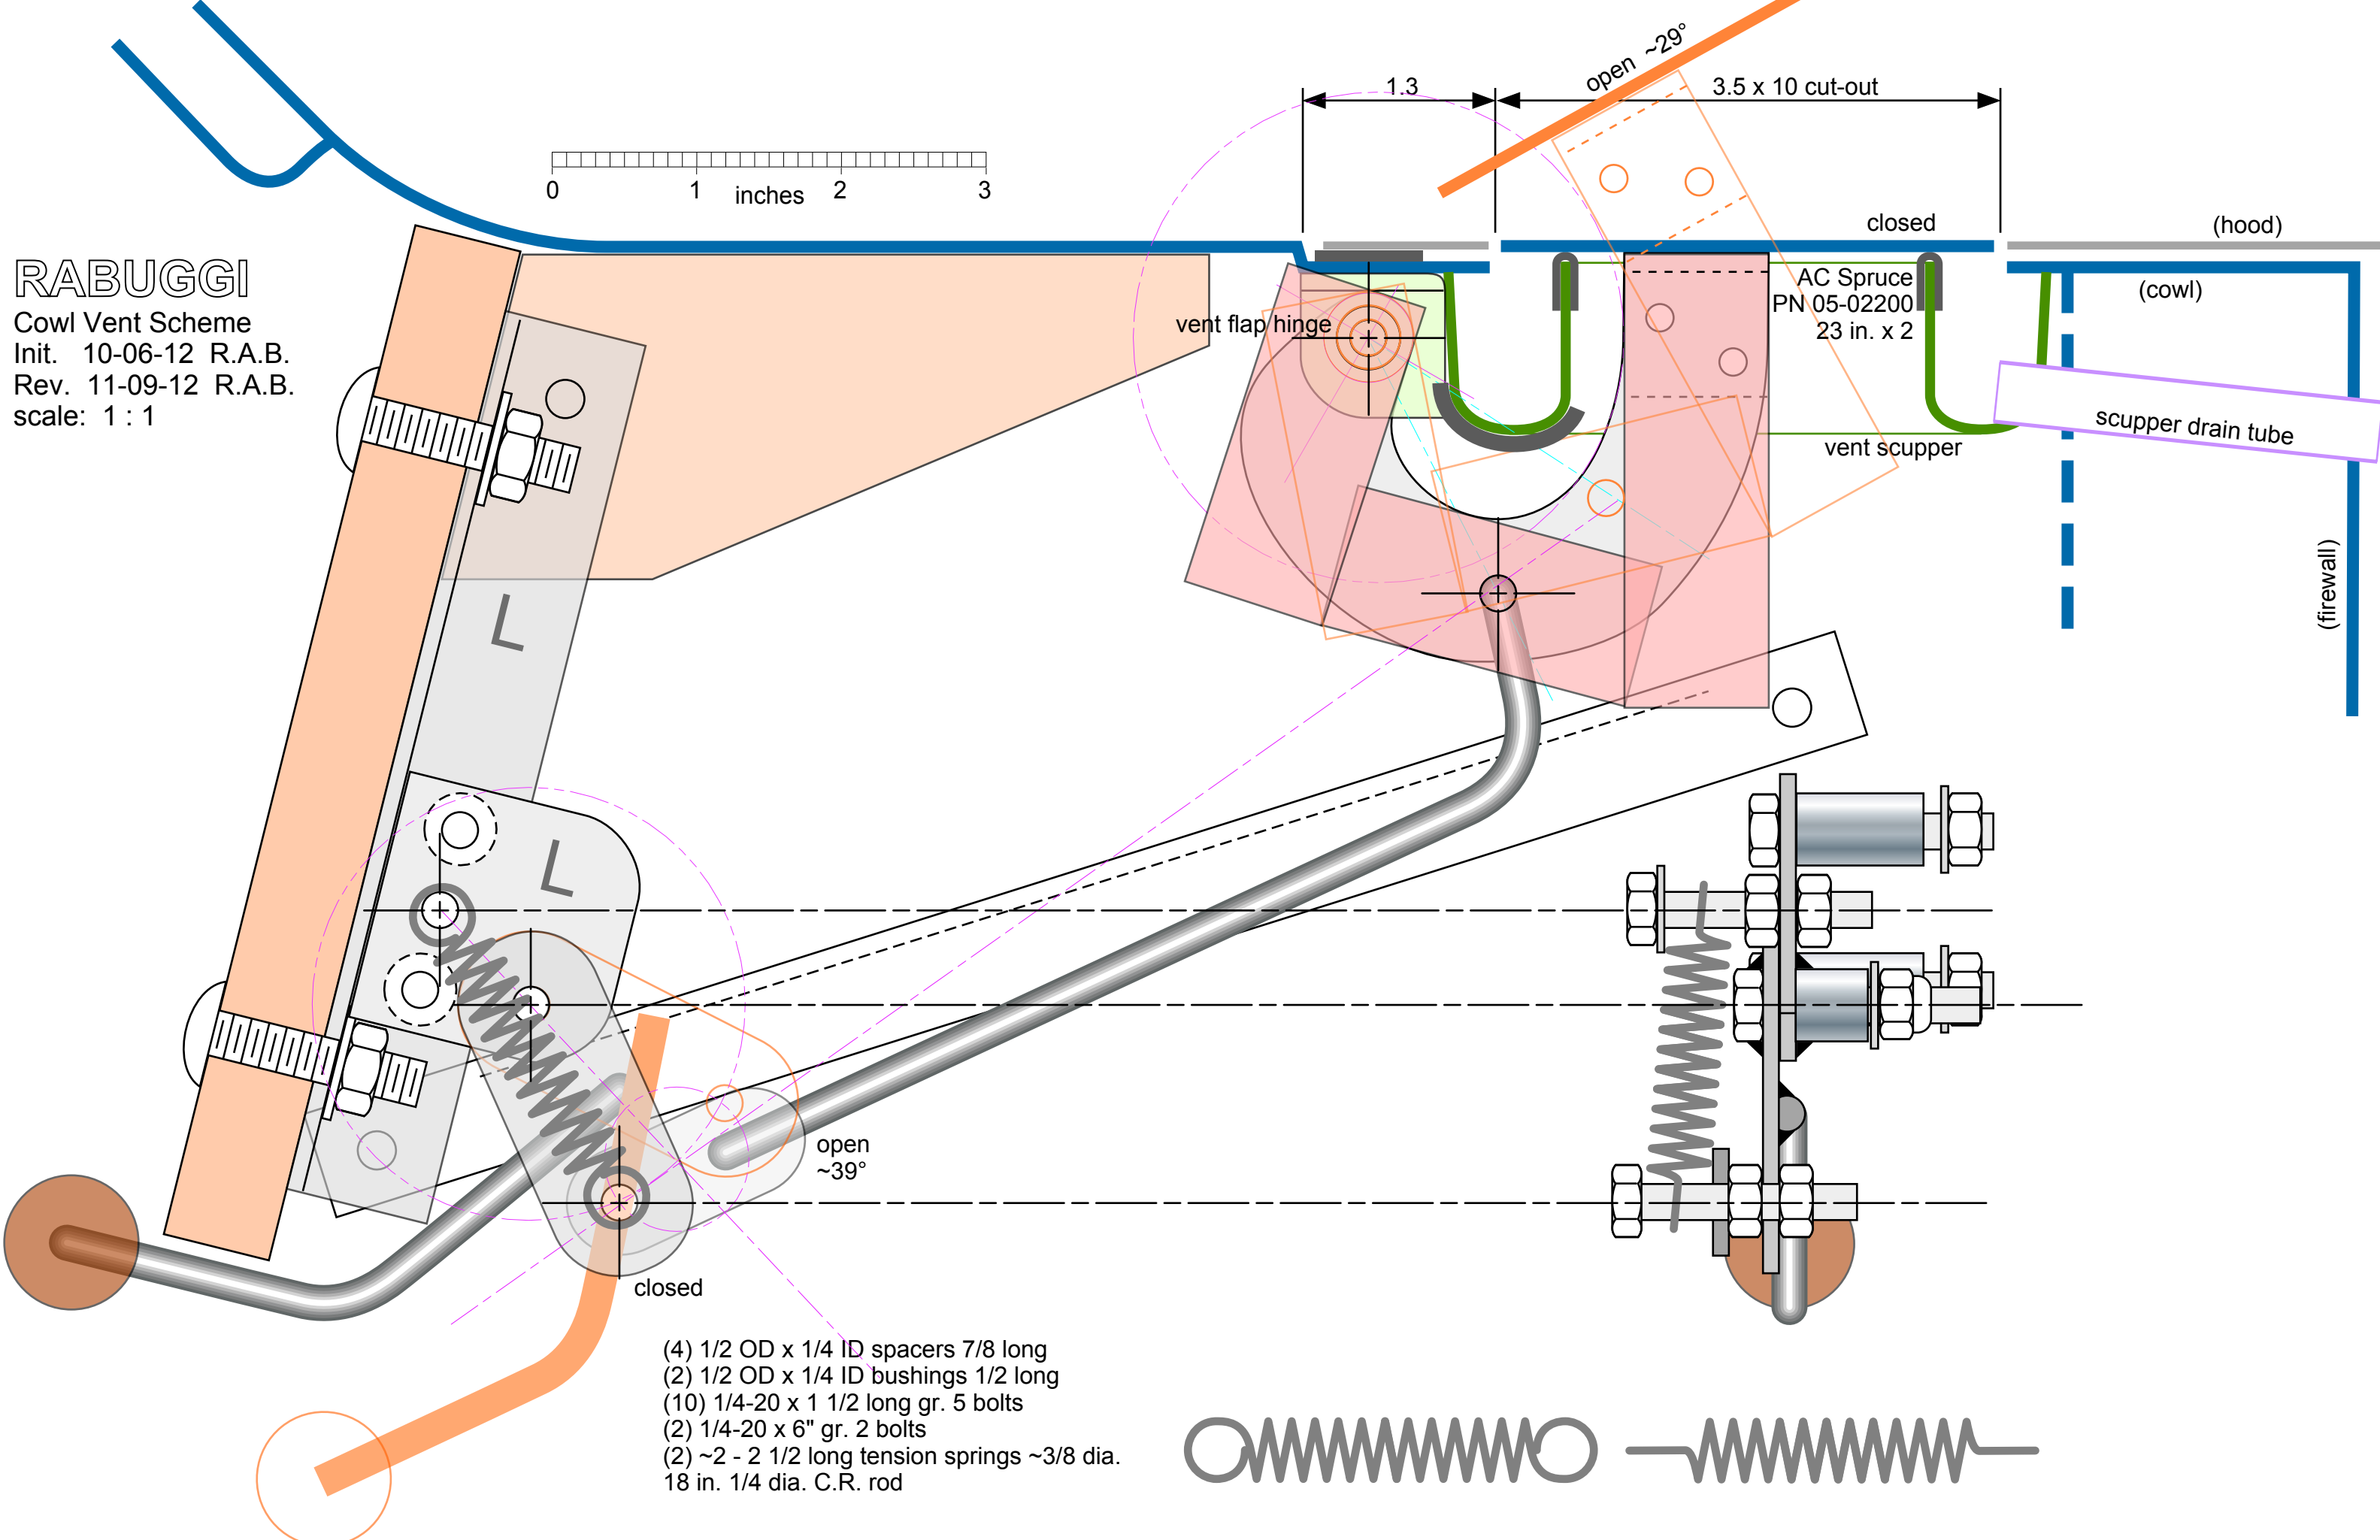 RABUGGI
Cowl Vent Scheme
Init. 10-06-12 R.A.B.
Rev. 11-09-12 R.A.B.
scale: 1 : 1
0 1 2 3
inches
1.3
open ~29°
3.5 x 10 cut-out
closed
(hood)
(cowl)
AC Spruce
PN 05-02200
23 in. x 2
vent flap hinge
scupper drain tube
vent scupper
(firewall)
L
L
open
~39°
closed
(4) 1/2 OD x 1/4 ID spacers 7/8 long
(2) 1/2 OD x 1/4 ID bushings 1/2 long
(10) 1/4-20 x 1 1/2 long gr. 5 bolts
(2) 1/4-20 x 6" gr. 2 bolts
(2) ~2 - 2 1/2 long tension springs ~3/8 dia.
18 in. 1/4 dia. C.R. rod